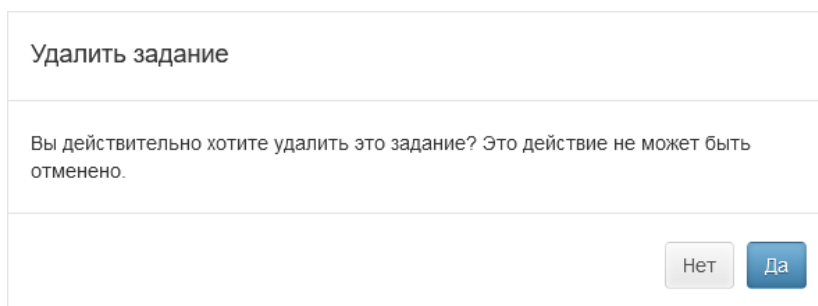 Удалить задание
Вы действительно хотите удалить это задание? Это действие не может быть
отменено.
Нет Да